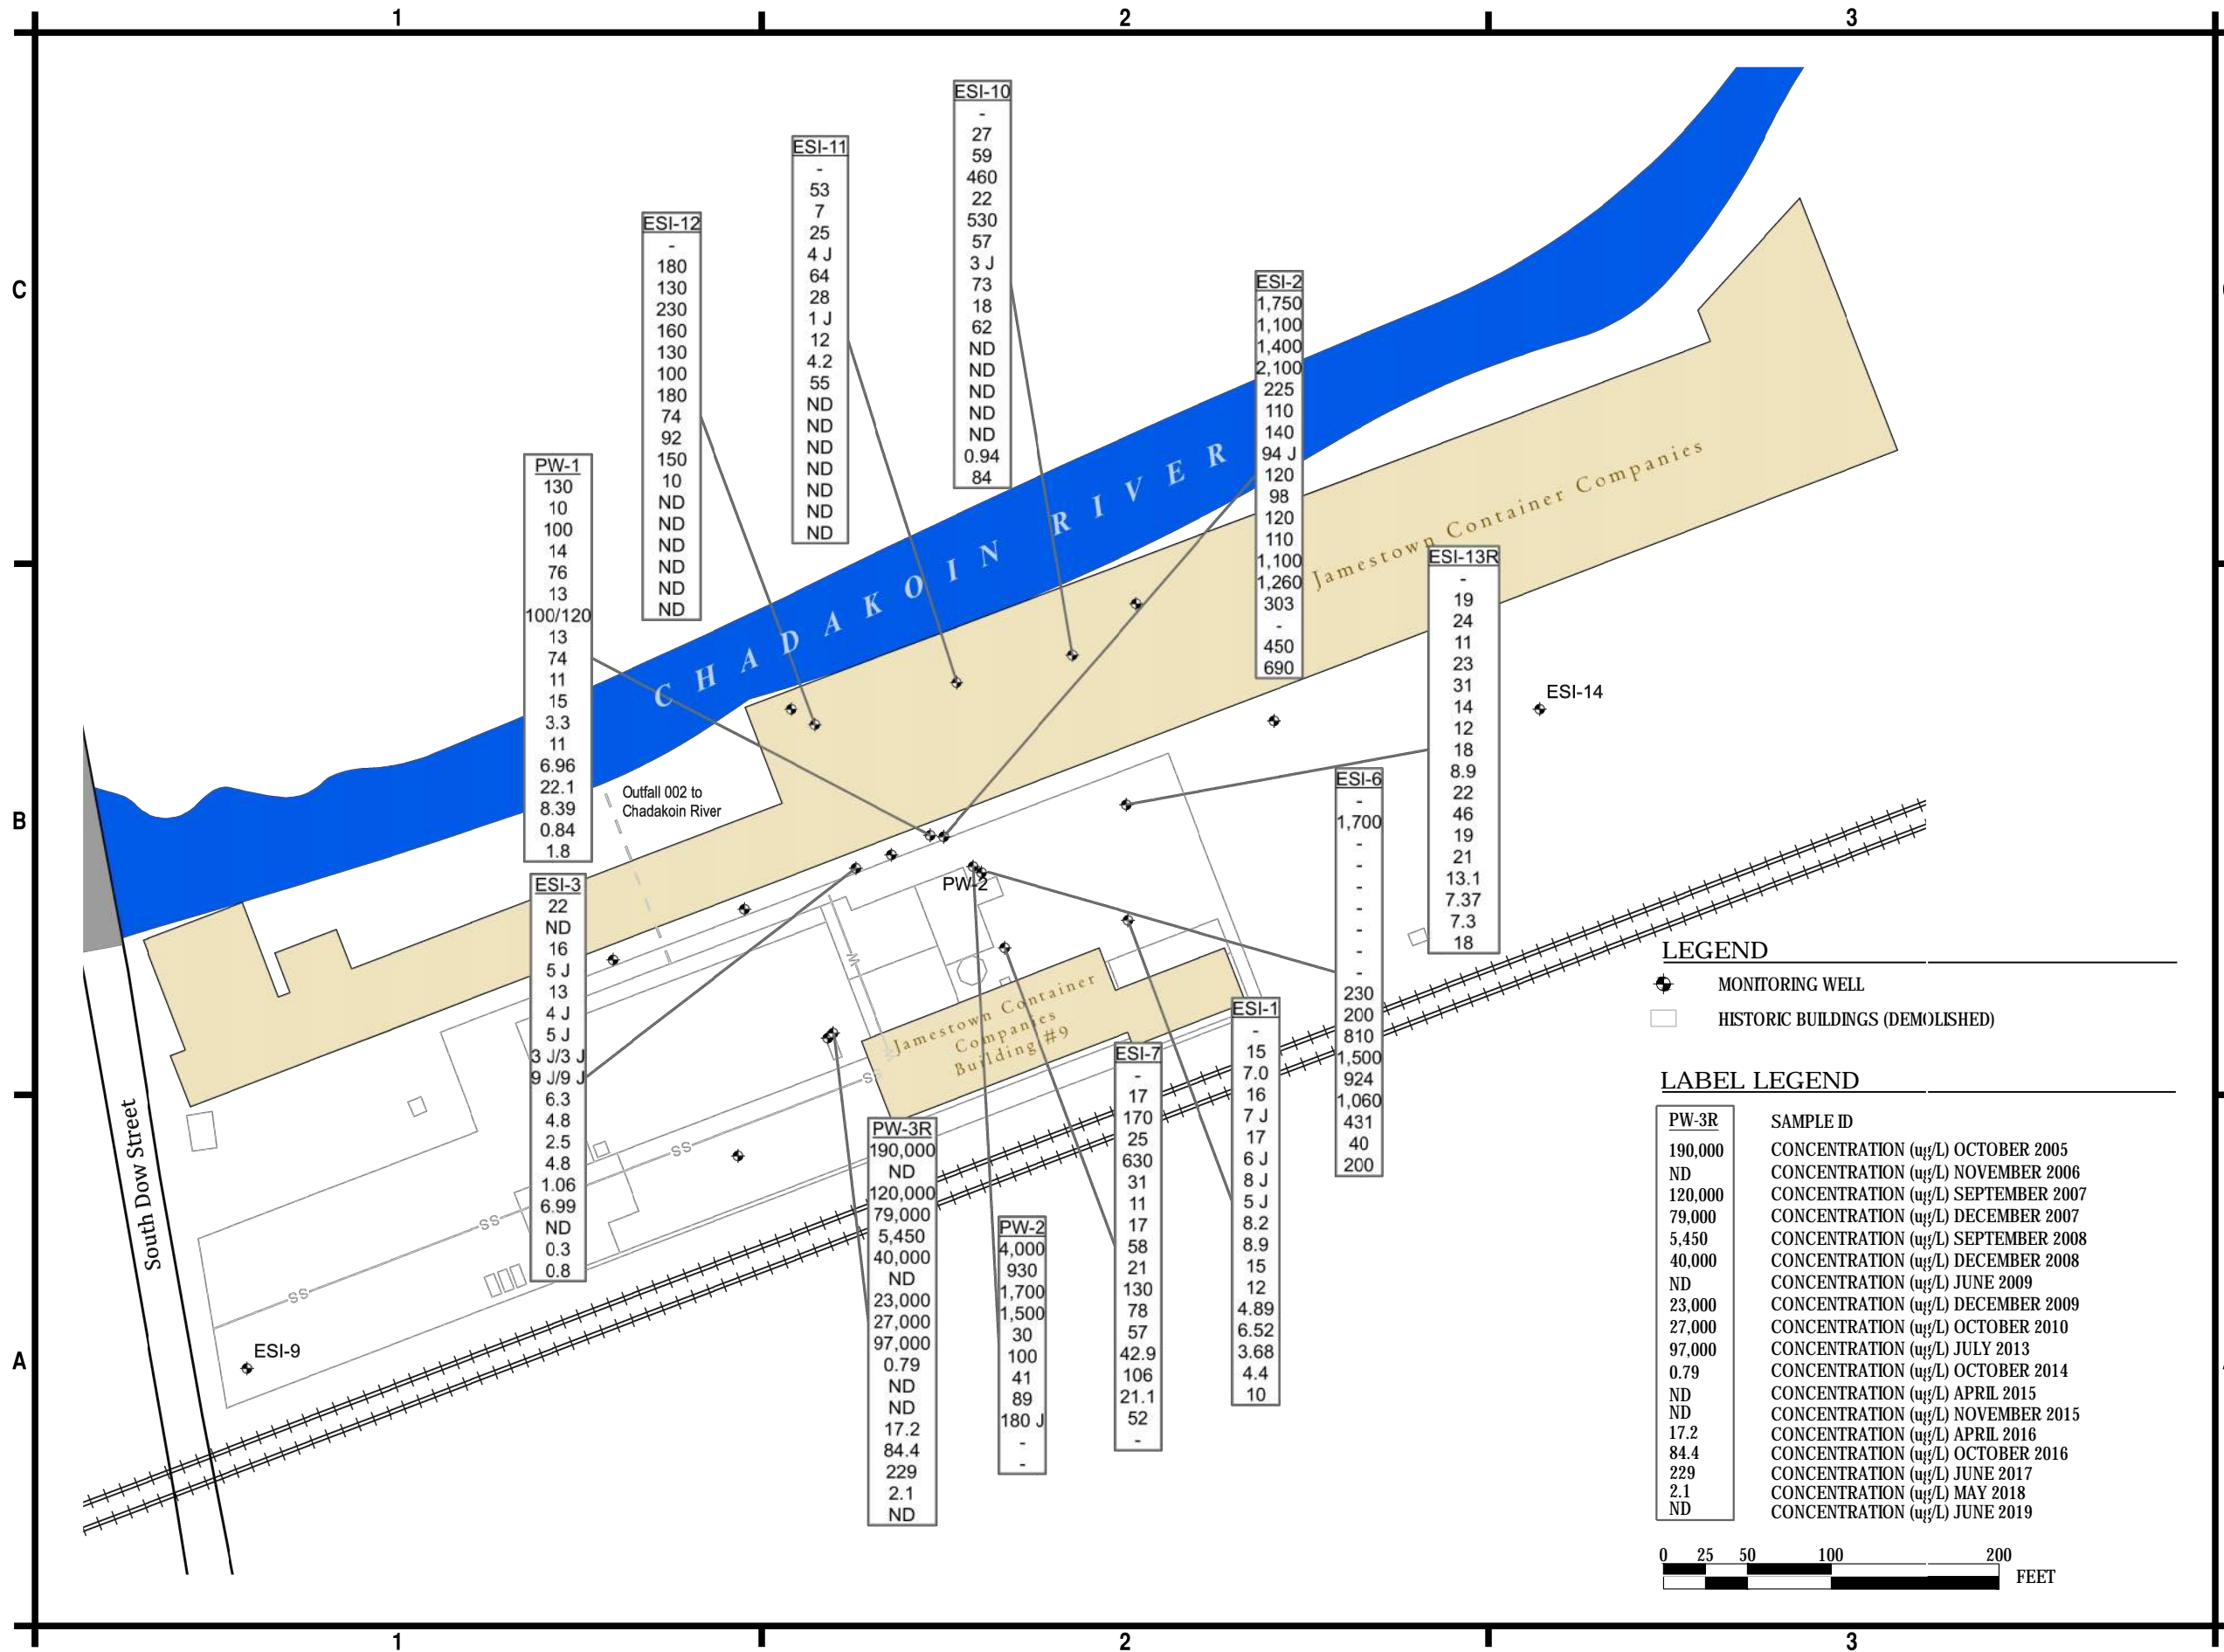 1
2
3
C
B
A
ESI-10
-
27
59
460
22
530
57
3 J
73
18
62
ND
ND
ND
ND
ND
0.94
84
ESI-11
-
53
7
25
4 J
64
28
1 J
12
4.2
55
ND
ND
ND
ND
ND
ND
ND
ESI-12
-
180
130
230
160
130
100
180
74
92
150
10
ND
ND
ND
ND
ND
ND
ESI-2
1,750
1,100
1,400
2,100
225
110
140
94 J
120
98
120
110
1,100
1,260
303
-
450
690
PW-1
130
10
100
14
76
13
100/120
13
74
11
15
3.3
11
6.96
22.1
8.39
0.84
1.8
ESI-13R
-
19
24
11
23
31
14
12
18
8.9
22
46
19
21
13.1
7.37
7.3
18
CHADAKOIN RIVER
Jamestown Container Companies
ESI-14
Outfall 002 to
Chadakoin River
ESI-6
-
1,700
-
-
-
-
-
-
-
230
200
810
1,500
924
1,060
431
40
200
ESI-3
22
ND
16
5 J
13
4 J
5 J
3 J/3 J
9 J/9 J
6.3
4.8
2.5
4.8
1.06
6.99
ND
0.3
0.8
PW-2
W
Jamestown Container
Companies
Building #9
SS
SS
SS
SS
ESI-1
-
15
7.0
16
7 J
17
6 J
8 J
5 J
8.2
8.9
15
12
4.89
6.52
3.68
4.4
10
ESI-7
-
17
170
25
630
31
11
17
58
21
130
78
57
42.9
106
21.1
52
-
PW-3R
190,000
ND
120,000
79,000
5,450
40,000
ND
23,000
27,000
97,000
0.79
ND
ND
17.2
84.4
229
2.1
ND
PW-2
4,000
930
1,700
1,500
30
100
41
89
180 J
-
-
South Dow Street
ESI-9
LEGEND
MONITORING WELL
HISTORIC BUILDINGS (DEMOLISHED)
LABEL LEGEND
PW-3R SAMPLE ID
190,000 CONCENTRATION (ug/L) OCTOBER 2005
ND CONCENTRATION (ug/L) NOVEMBER 2006
120,000 CONCENTRATION (ug/L) SEPTEMBER 2007
79,000 CONCENTRATION (ug/L) DECEMBER 2007
5,450 CONCENTRATION (ug/L) SEPTEMBER 2008
40,000 CONCENTRATION (ug/L) DECEMBER 2008
ND CONCENTRATION (ug/L) JUNE 2009
23,000 CONCENTRATION (ug/L) DECEMBER 2009
27,000 CONCENTRATION (ug/L) OCTOBER 2010
97,000 CONCENTRATION (ug/L) JULY 2013
0.79 CONCENTRATION (ug/L) OCTOBER 2014
ND CONCENTRATION (ug/L) APRIL 2015
ND CONCENTRATION (ug/L) NOVEMBER 2015
17.2 CONCENTRATION (ug/L) APRIL 2016
84.4 CONCENTRATION (ug/L) OCTOBER 2016
229 CONCENTRATION (ug/L) JUNE 2017
2.1 CONCENTRATION (ug/L) MAY 2018
ND CONCENTRATION (ug/L) JUNE 2019
0 25 50 100 200
FEET
1
2
3